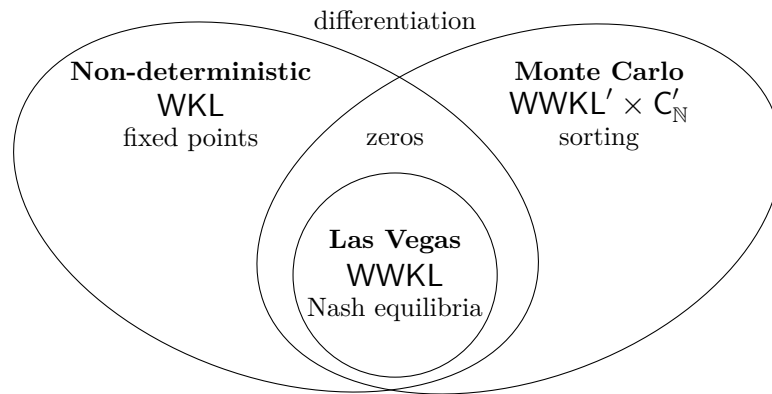 differentiation
Non-deterministic
WKL
fixed points
Monte Carlo
WWKL′ × C′ℕ
sorting
zeros
Las Vegas
WWKL
Nash equilibria